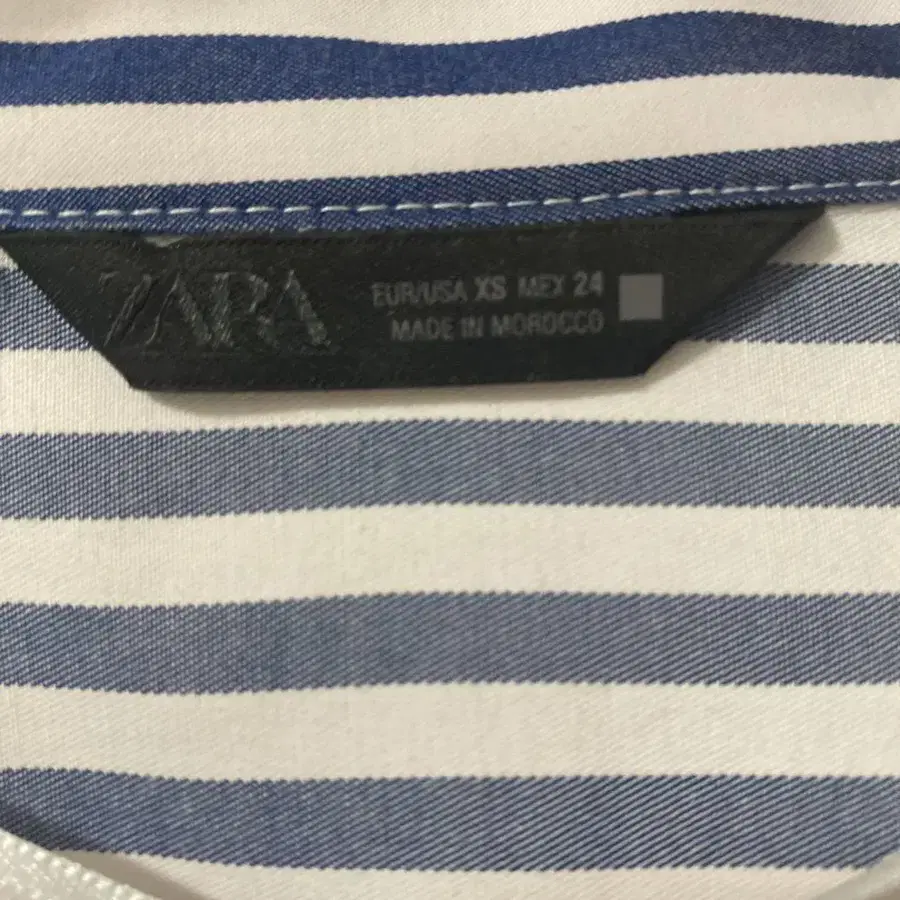 ZARA
EUR/USA XS MEX 24
MADE IN MOROCCO